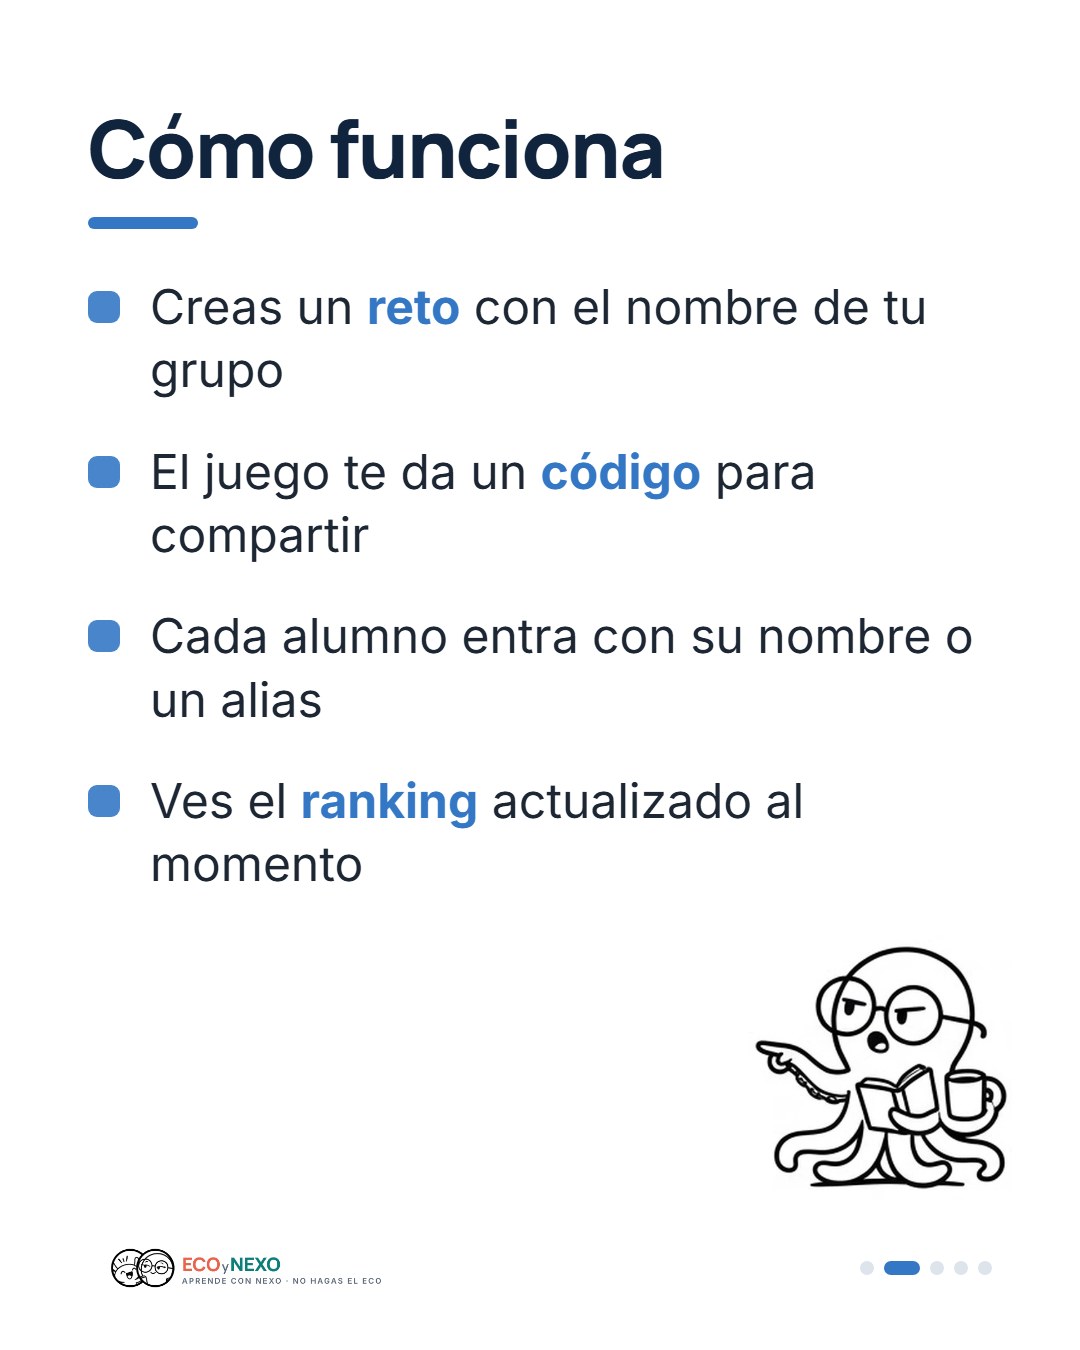 Cómo funciona
Creas un reto con el nombre de tu
grupo
El juego te da un código para
compartir
Cada alumno entra con su nombre o
un alias
Ves el ranking actualizado al
momento
ECO y NEXO
APRENDE CON NEXO · NO HAGAS EL ECO